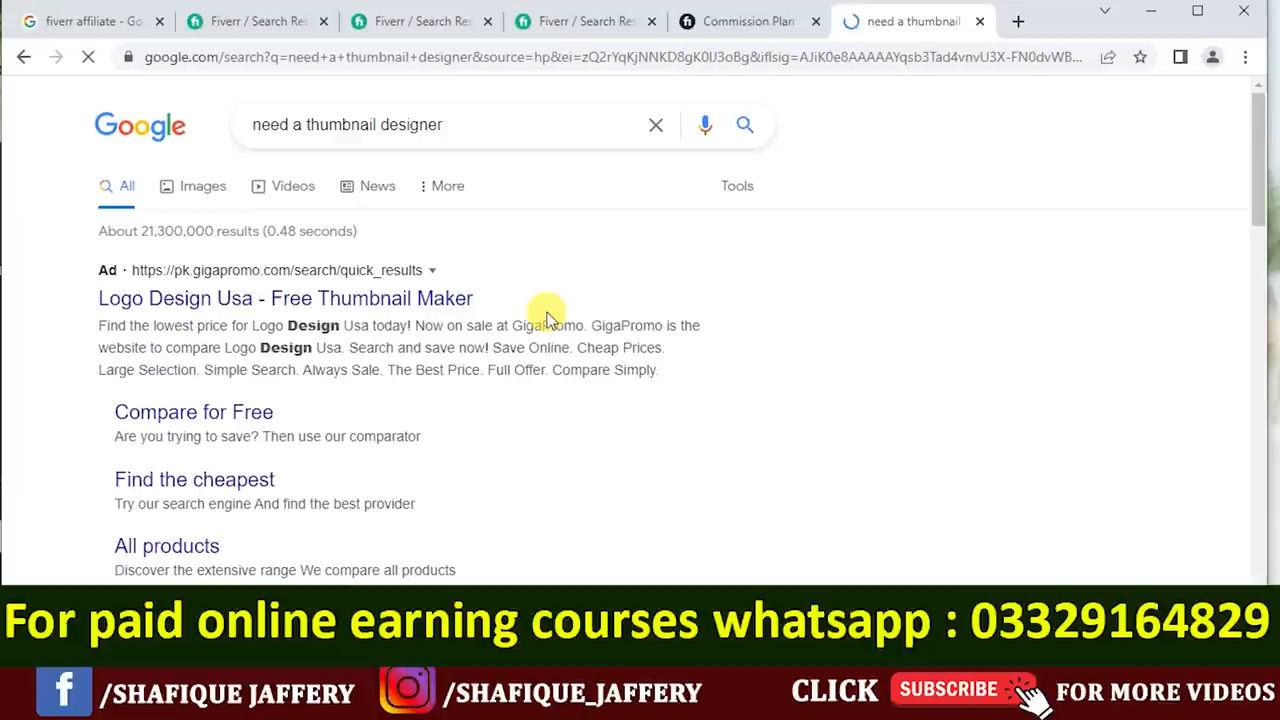 fiver affiliate - Go
Fiverr / Search Res
Fiverr / Search Res
Fiverr / Search Res
Commission Plan
need a thumbnail
google.com/search?q=need+a+thumbnail+designer&source=hp&ei=zQ2rYqKjNNKD8gK0lJ3oBg&iflsig=AJiK0e8AAAAAYqsb3Tad4vnvU3X-FN0dvWB...
Google
need a thumbnail designer
All Images Videos News More Tools
About 21,300,000 results (0.48 seconds)
Ad · https://pk.gigapromo.com/search/quick_results
Logo Design Usa - Free Thumbnail Maker
Find the lowest price for Logo Design Usa today! Now on sale at GigaPromo. GigaPromo is the
website to compare Logo Design Usa. Search and save now! Save Online. Cheap Prices.
Large Selection. Simple Search. Always Sale. The Best Price. Full Offer. Compare Simply.
Compare for Free
Are you trying to save? Then use our comparator
Find the cheapest
Try our search engine And find the best provider
All products
Discover the extensive range We compare all products
For paid online earning courses whatsapp : 03329164829
f /SHAFIQUE JAFFERY /SHAFIQUE_JAFFERY CLICK SUBSCRIBE FOR MORE VIDEOS